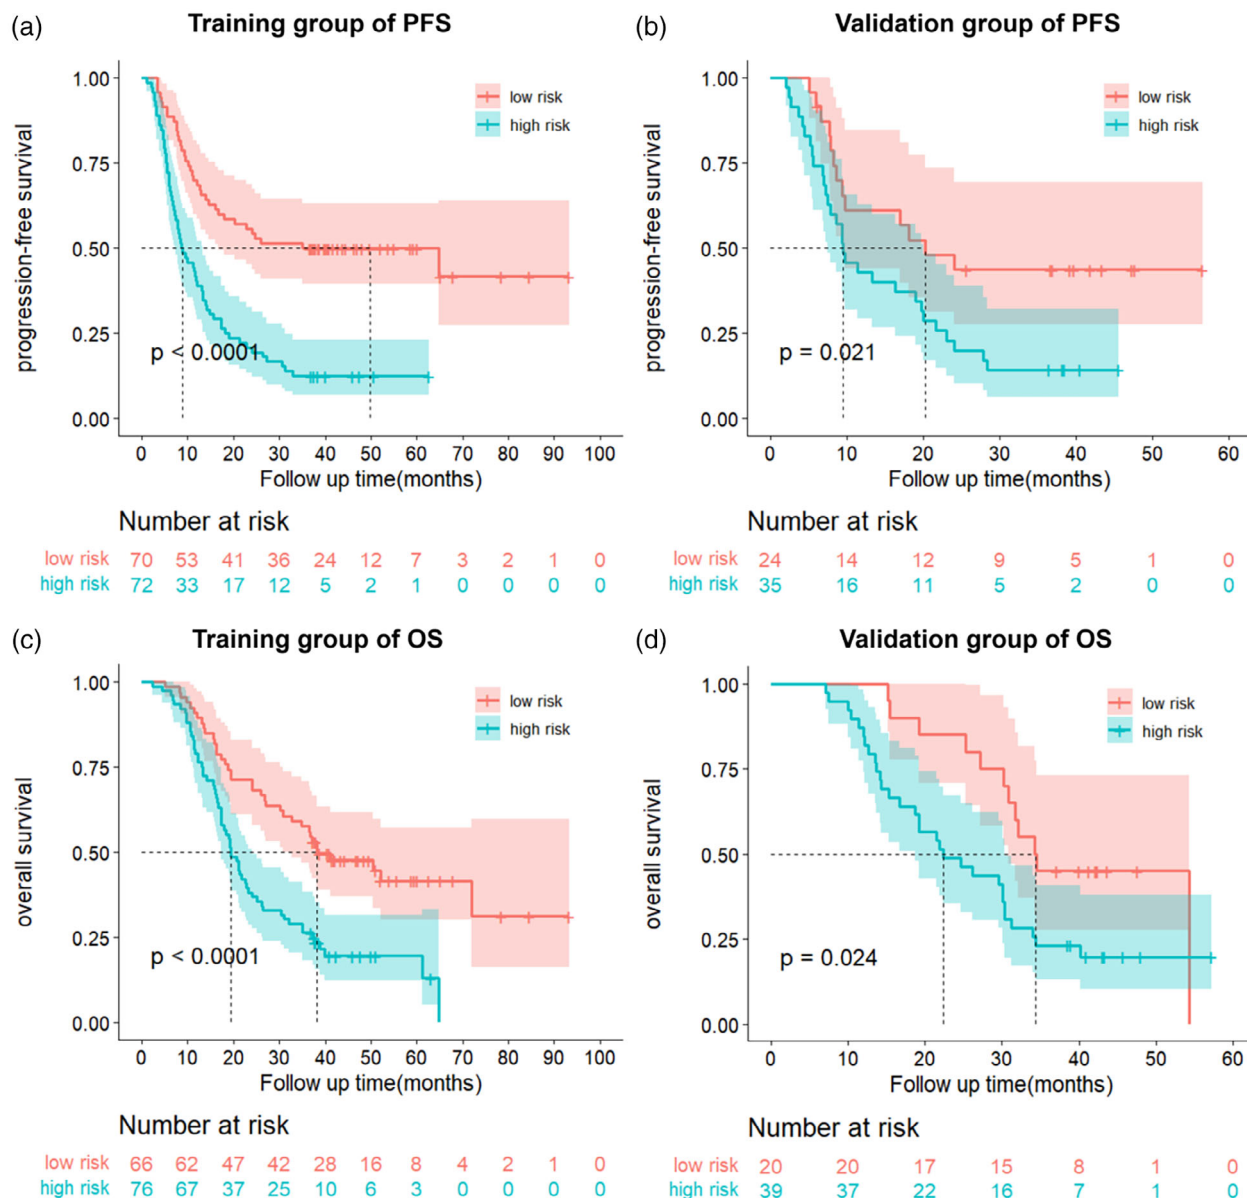 (a) Training group of PFS
1.00
0.75
0.50
0.25
0.00
progression-free survival
low risk
high risk
p < 0.0001
0 10 20 30 40 50 60 70 80 90 100
Follow up time(months)
Number at risk
low risk 70 53 41 36 24 12 7 3 2 1 0
high risk 72 33 17 12 5 2 1 0 0 0 0
(b) Validation group of PFS
1.00
0.75
0.50
0.25
0.00
progression-free survival
low risk
high risk
p = 0.021
0 10 20 30 40 50 60
Follow up time(months)
Number at risk
low risk 24 14 12 9 5 1 0
high risk 35 16 11 5 2 0 0
(c) Training group of OS
1.00
0.75
0.50
0.25
0.00
overall survival
low risk
high risk
p < 0.0001
0 10 20 30 40 50 60 70 80 90 100
Follow up time(months)
Number at risk
low risk 66 62 47 42 28 16 8 4 2 1 0
high risk 76 67 37 25 10 6 3 0 0 0 0
(d) Validation group of OS
1.00
0.75
0.50
0.25
0.00
overall survival
low risk
high risk
p = 0.024
0 10 20 30 40 50 60
Follow up time(months)
Number at risk
low risk 20 20 17 15 8 1 0
high risk 39 37 22 16 7 1 0